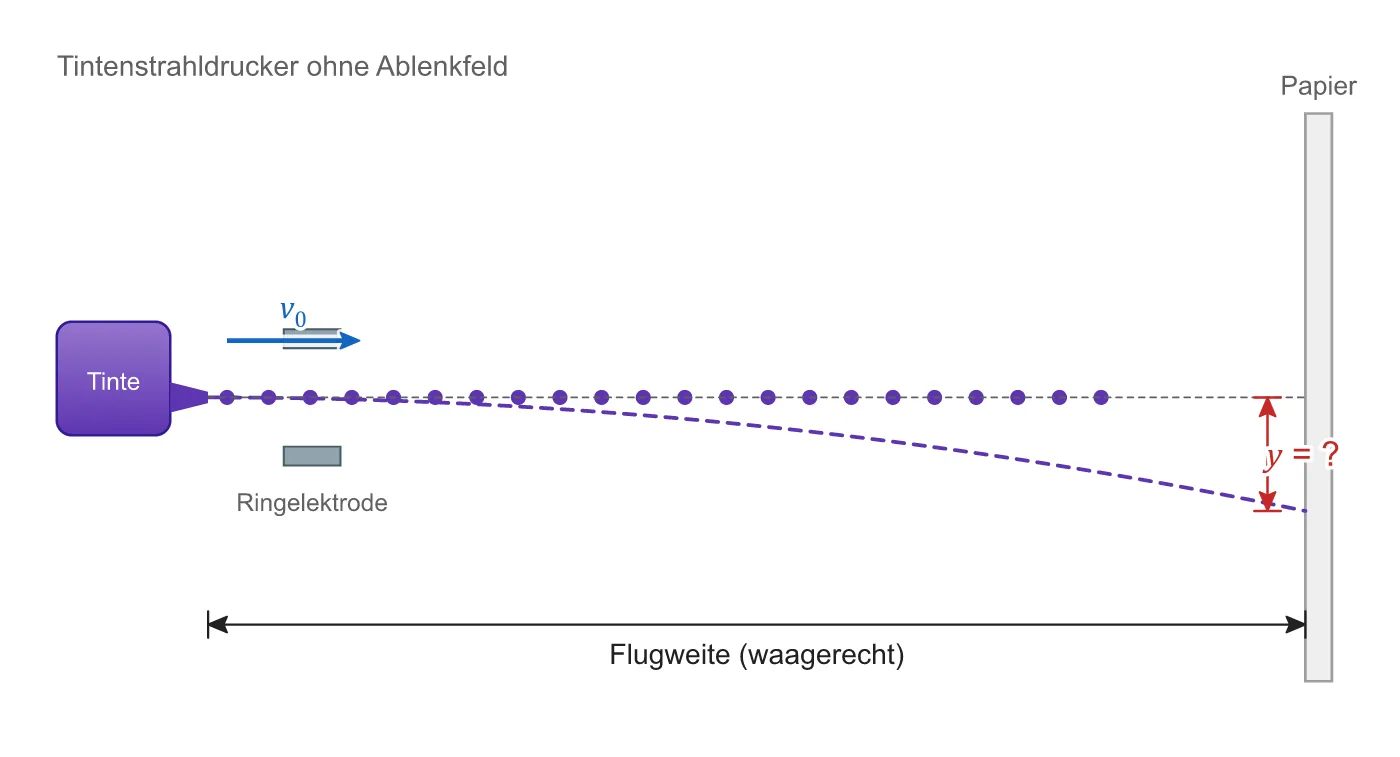 Tintenstrahldrucker ohne Ablenkfeld
Papier
v₀
Tinte
y = ?
Ringelektrode
Flugweite (waagerecht)